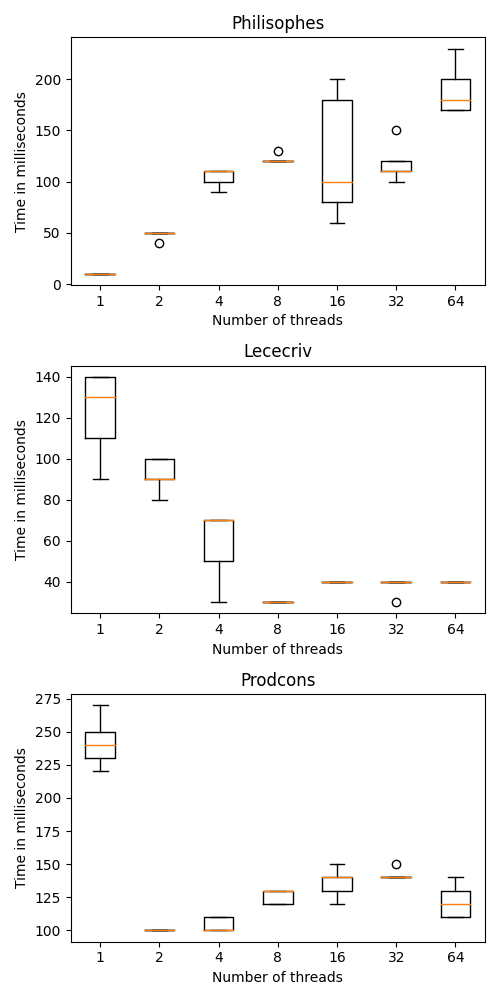 Philisophes
Time in milliseconds
200
150
100
50
0
1 2 4 8 16 32 64
Number of threads
Lececriv
Time in milliseconds
140
120
100
80
60
40
1 2 4 8 16 32 64
Number of threads
Prodcons
Time in milliseconds
275
250
225
200
175
150
125
100
1 2 4 8 16 32 64
Number of threads